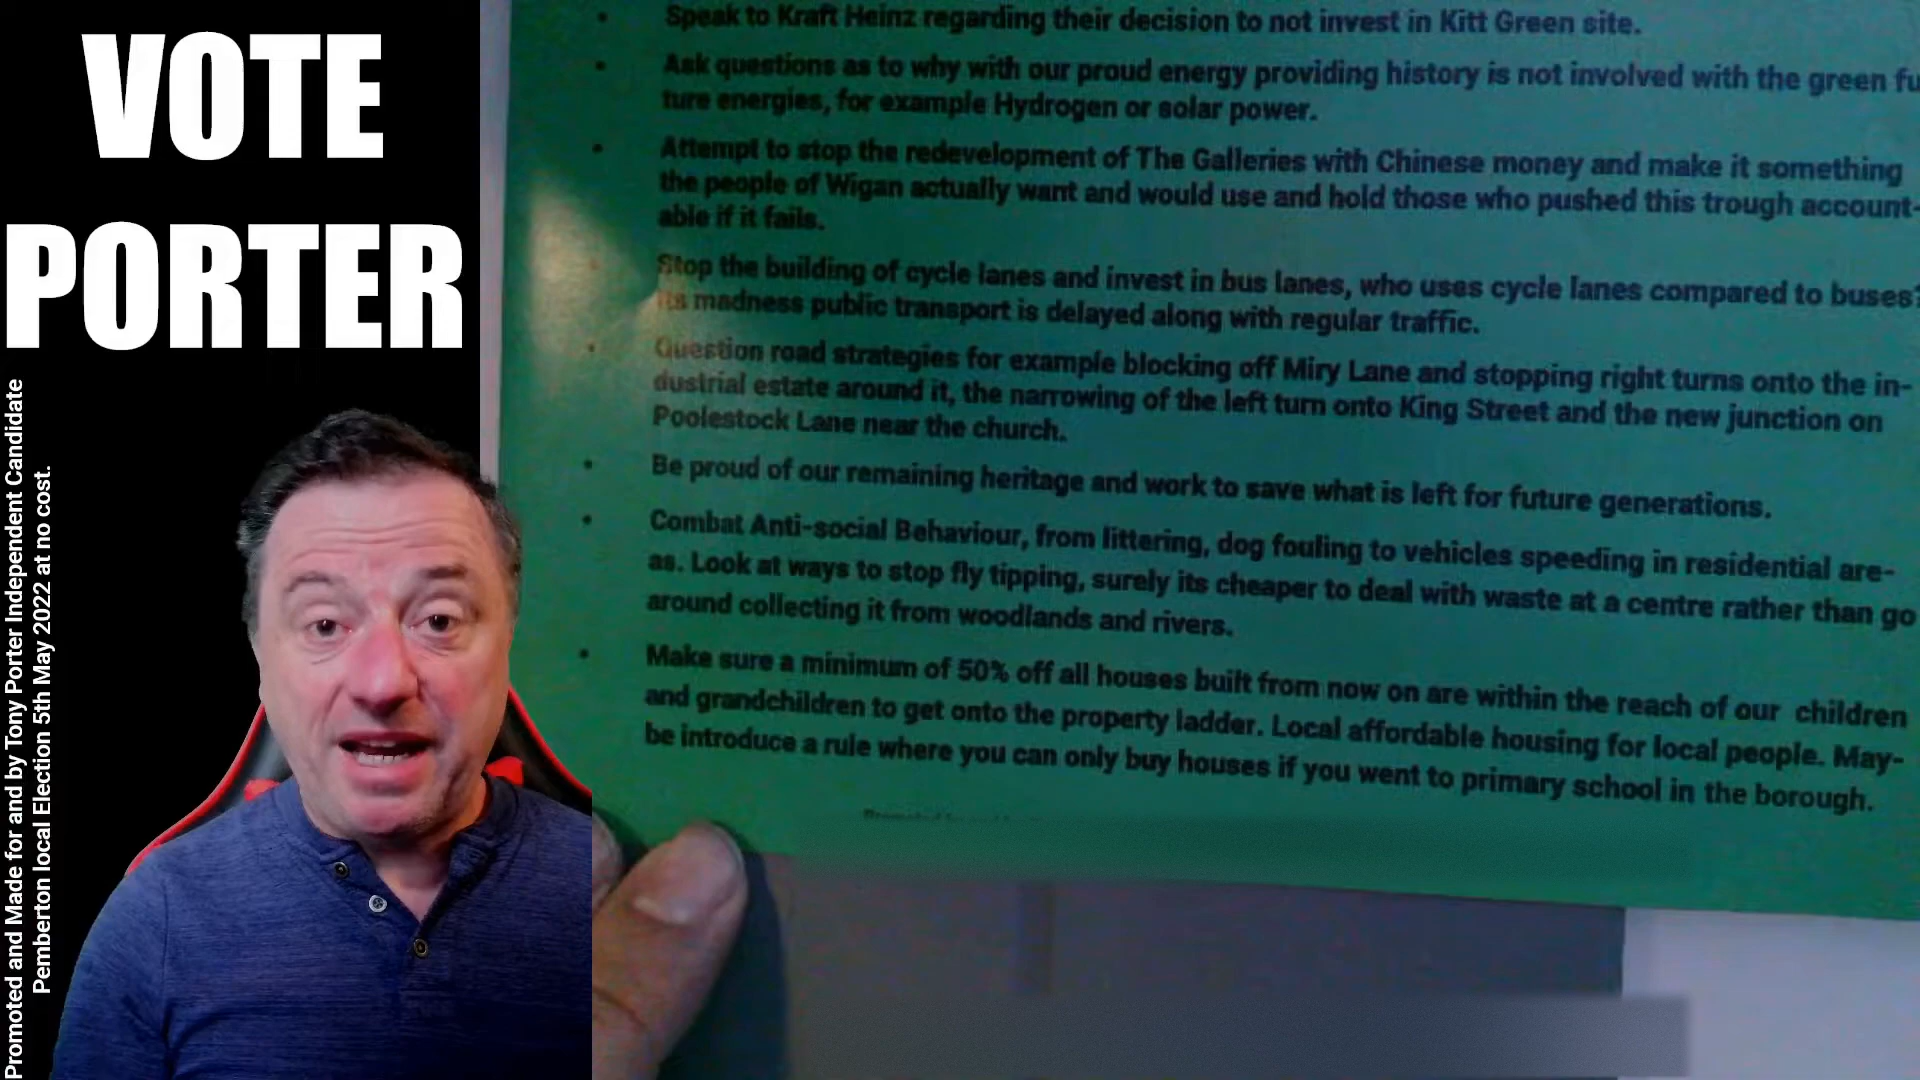 VOTE
PORTER
Promoted and Made for and by Tony Porter Independent Candidate
Pemberton local Election 5th May 2022 at no cost.
Speak to Kraft Heinz regarding their decision to not invest in Kitt Green site.
Ask questions as to why with our proud energy providing history is not involved with the green fu
ture energies, for example Hydrogen or solar power.
Attempt to stop the redevelopment of The Galleries with Chinese money and make it something
the people of Wigan actually want and would use and hold those who pushed this trough account-
able if it fails.
Stop the building of cycle lanes and invest in bus lanes, who uses cycle lanes compared to buses?
Its madness public transport is delayed along with regular traffic.
Question road strategies for example blocking off Miry Lane and stopping right turns onto the in-
dustrial estate around it, the narrowing of the left turn onto King Street and the new junction on
Poolestock Lane near the church.
Be proud of our remaining heritage and work to save what is left for future generations.
Combat Anti-social Behaviour, from littering, dog fouling to vehicles speeding in residential are-
as. Look at ways to stop fly tipping, surely its cheaper to deal with waste at a centre rather than go
around collecting it from woodlands and rivers.
Make sure a minimum of 50% off all houses built from now on are within the reach of our children
and grandchildren to get onto the property ladder. Local affordable housing for local people. May-
be introduce a rule where you can only buy houses if you went to primary school in the borough.